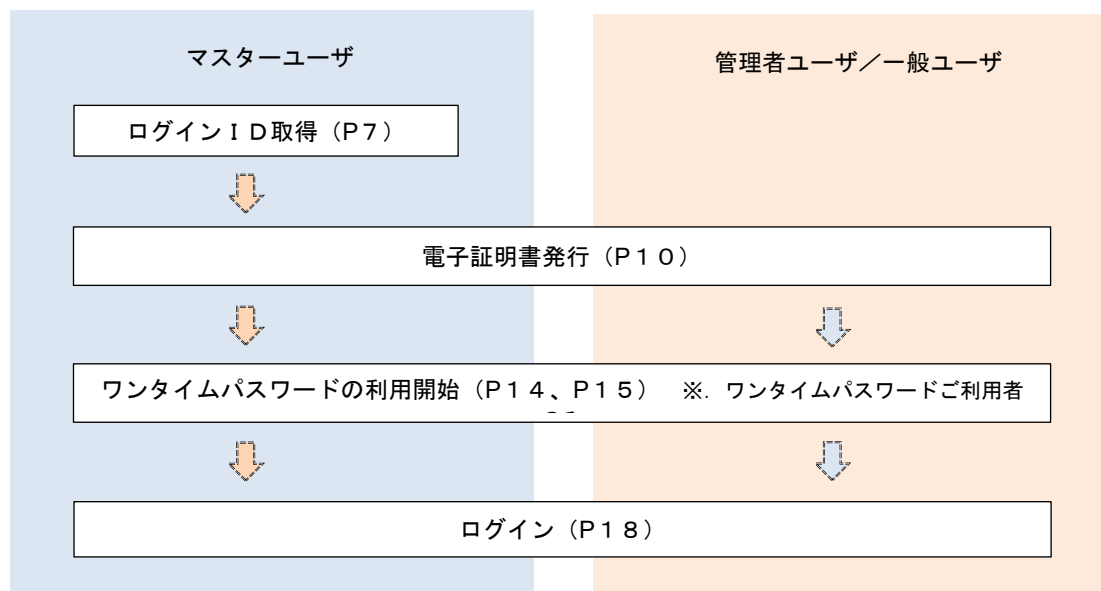 マスターユーザ
管理者ユーザ／一般ユーザ
ログインＩＤ取得（P７）
電子証明書発行（P１０）
ワンタイムパスワードの利用開始（P１４、P１５）　※. ワンタイムパスワードご利用者
ログイン（P１８）